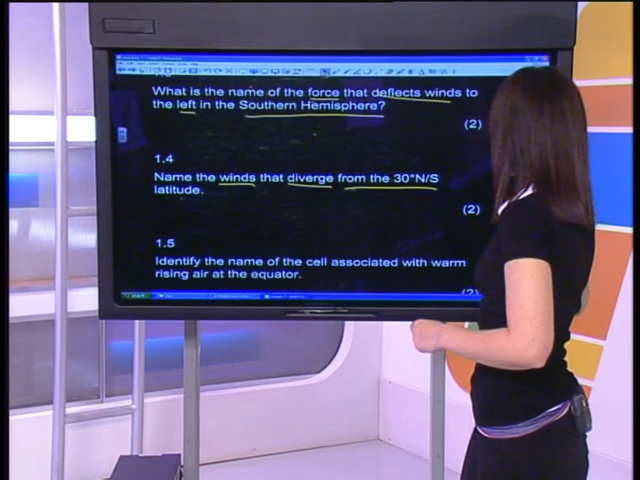 What is the name of the force that deflects winds to
the left in the Southern Hemisphere?
(2)
1.4
Name the winds that diverge from the 30°N/S
latitude.
(2)
1.5
Identify the name of the cell associated with warm
rising air at the equator.
(2)